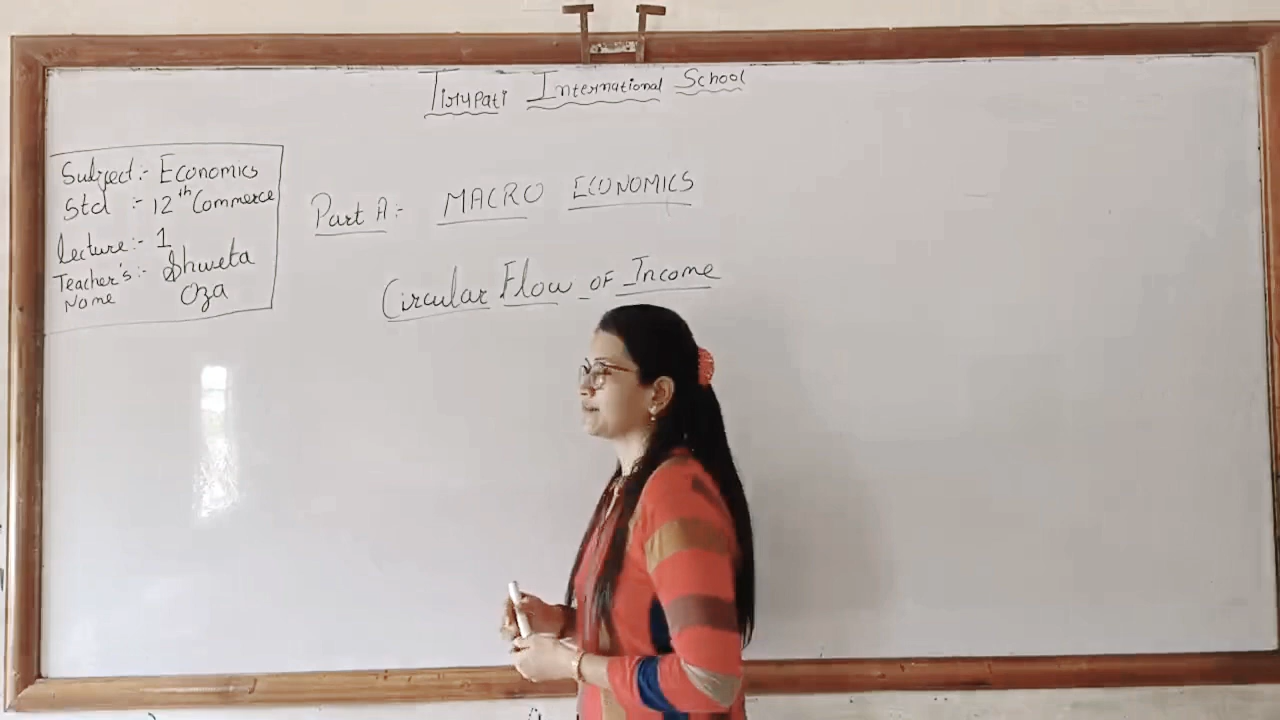 Tirupati International School
Subject:- Economics
Std :- 12th Commerce
Lecture:- 1
Teacher's:- Shweta
Name Oza
Part A:- MACRO ECONOMICS
Circular Flow of Income